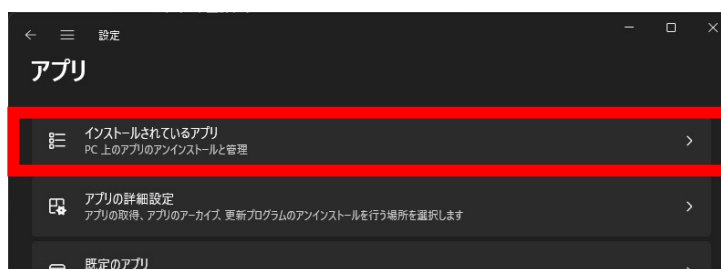 設定
アプリ
インストールされているアプリ
PC 上のアプリのアンインストールと管理
アプリの詳細設定
アプリの取得、アプリのアーカイブ、更新プログラムのアンインストールを行う場所を選択します
既定のアプリ